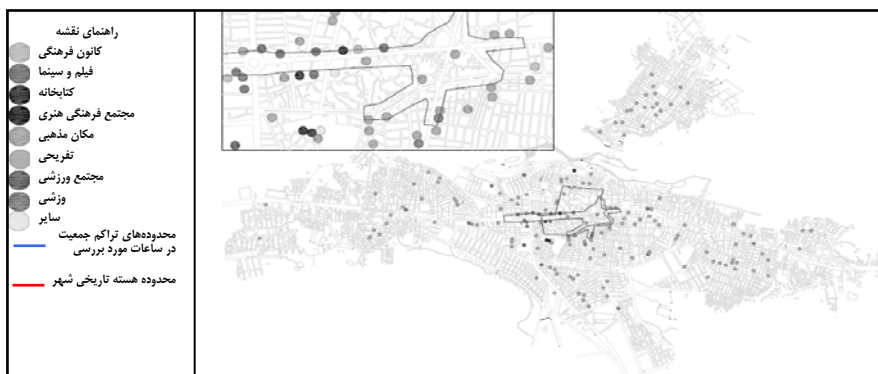 راهنمای نقشه
کانون فرهنگی
فیلم و سینما
کتابخانه
مجتمع فرهنگی هنری
مکان مذهبی
تفریحی
مجتمع ورزشی
وزشی
سایر
محدوده‌های تراکم جمعیت
در ساعات مورد بررسی
محدوده هسته تاریخی شهر